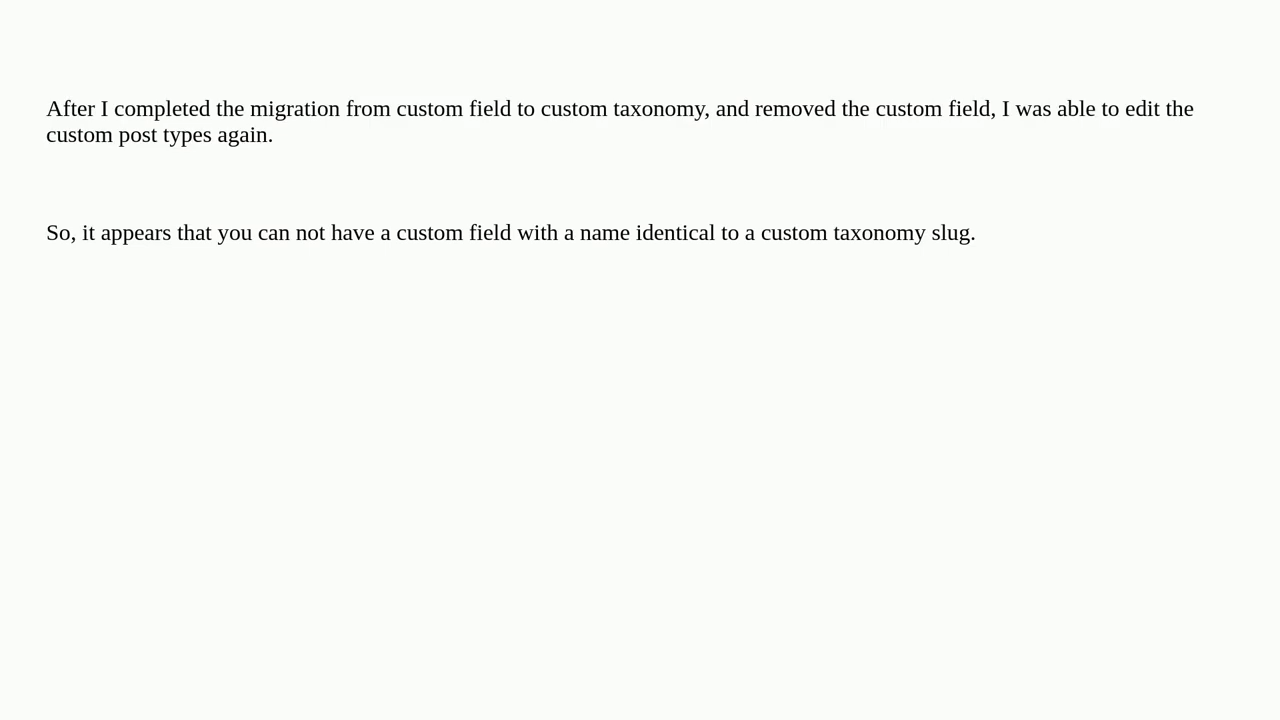 After I completed the migration from custom field to custom taxonomy, and removed the custom field, I was able to edit the
custom post types again.
So, it appears that you can not have a custom field with a name identical to a custom taxonomy slug.